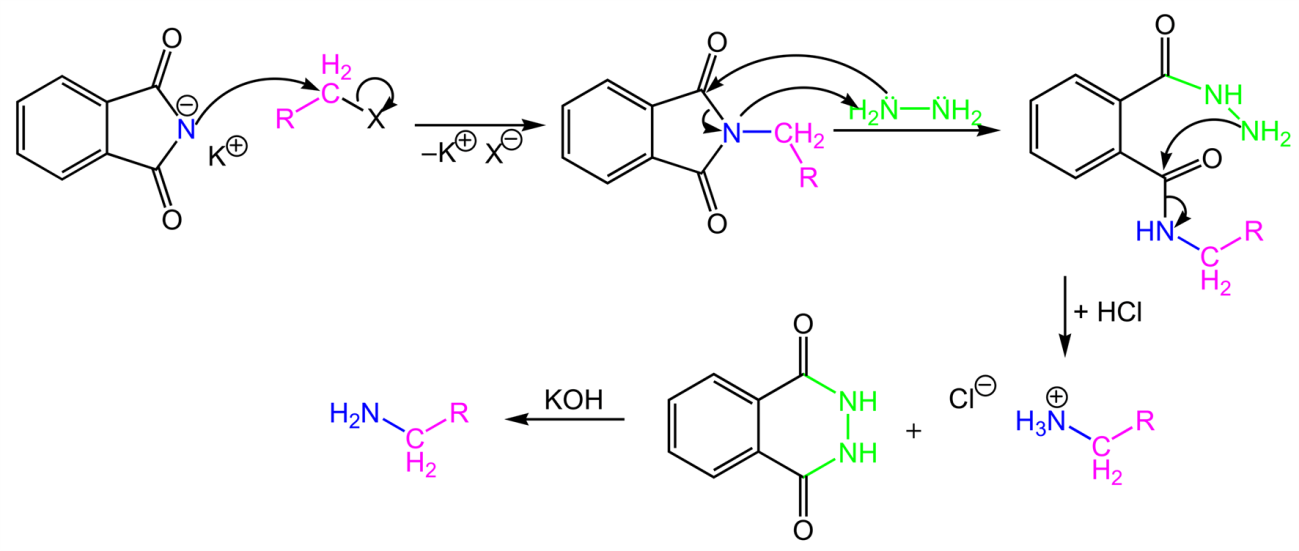 O
N⊖
K⊕
O
H₂
C
R
X
–K⊕ X⊖
O
N
CH₂
R
O
H₂N̈—N̈H₂
O
NH
NH₂
O
HN
C
H₂
R
+ HCl
Cl⊖
⊕
H₃N
C
H₂
R
+
O
NH
NH
O
KOH
H₂N
C
H₂
R